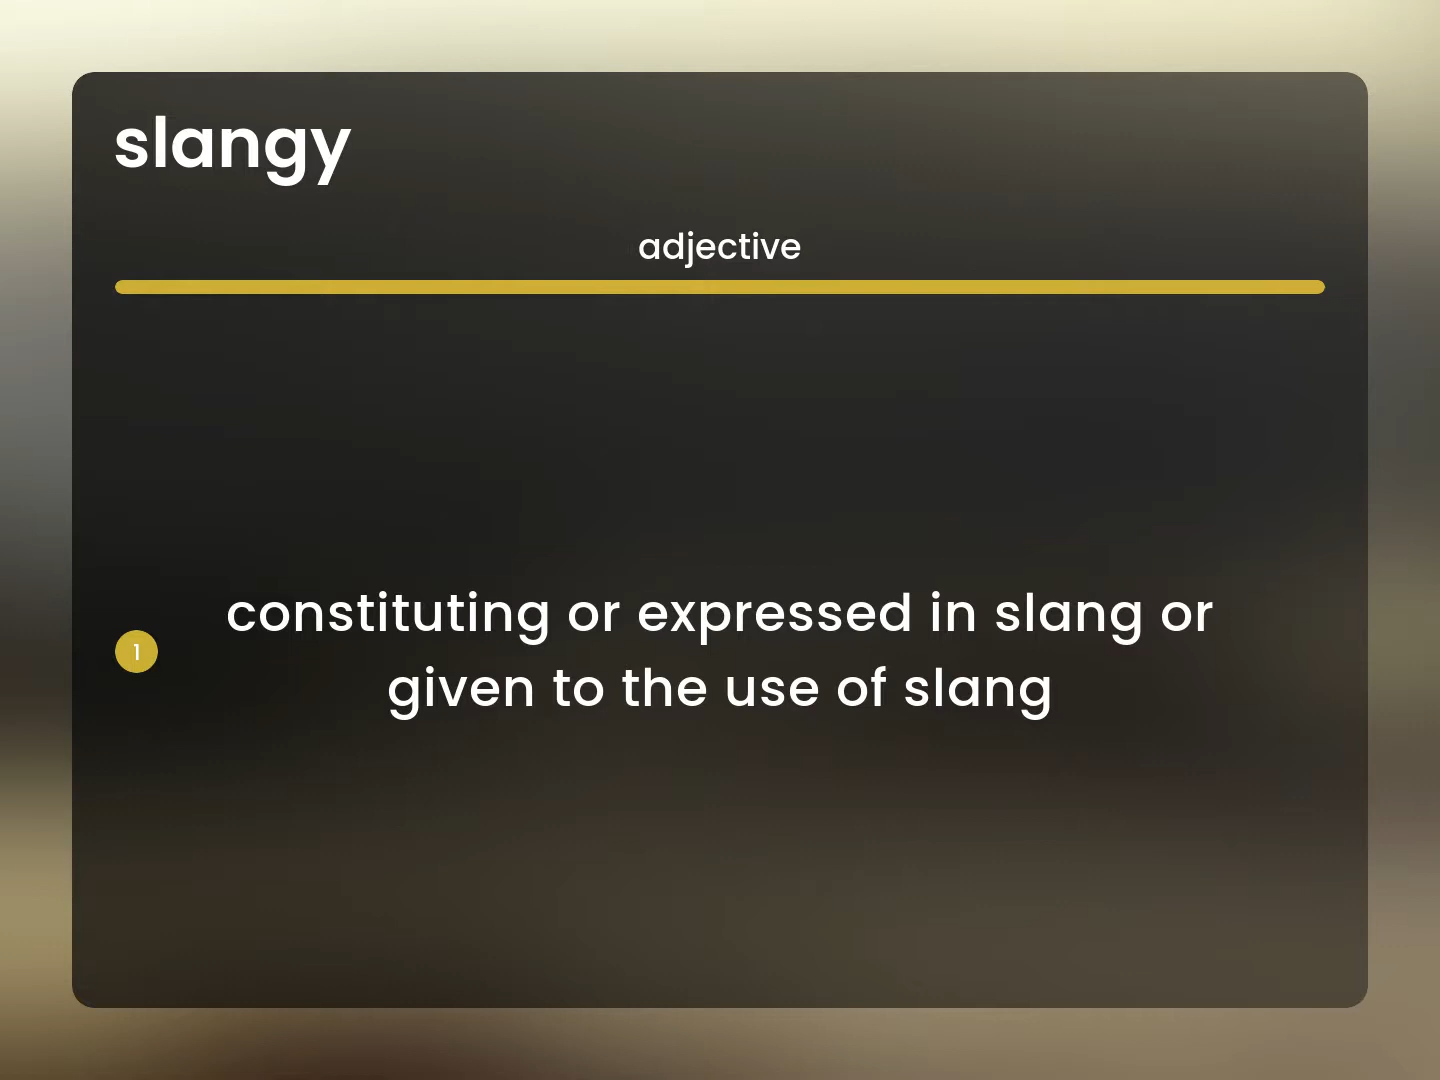 slangy
adjective
1
constituting or expressed in slang or
given to the use of slang